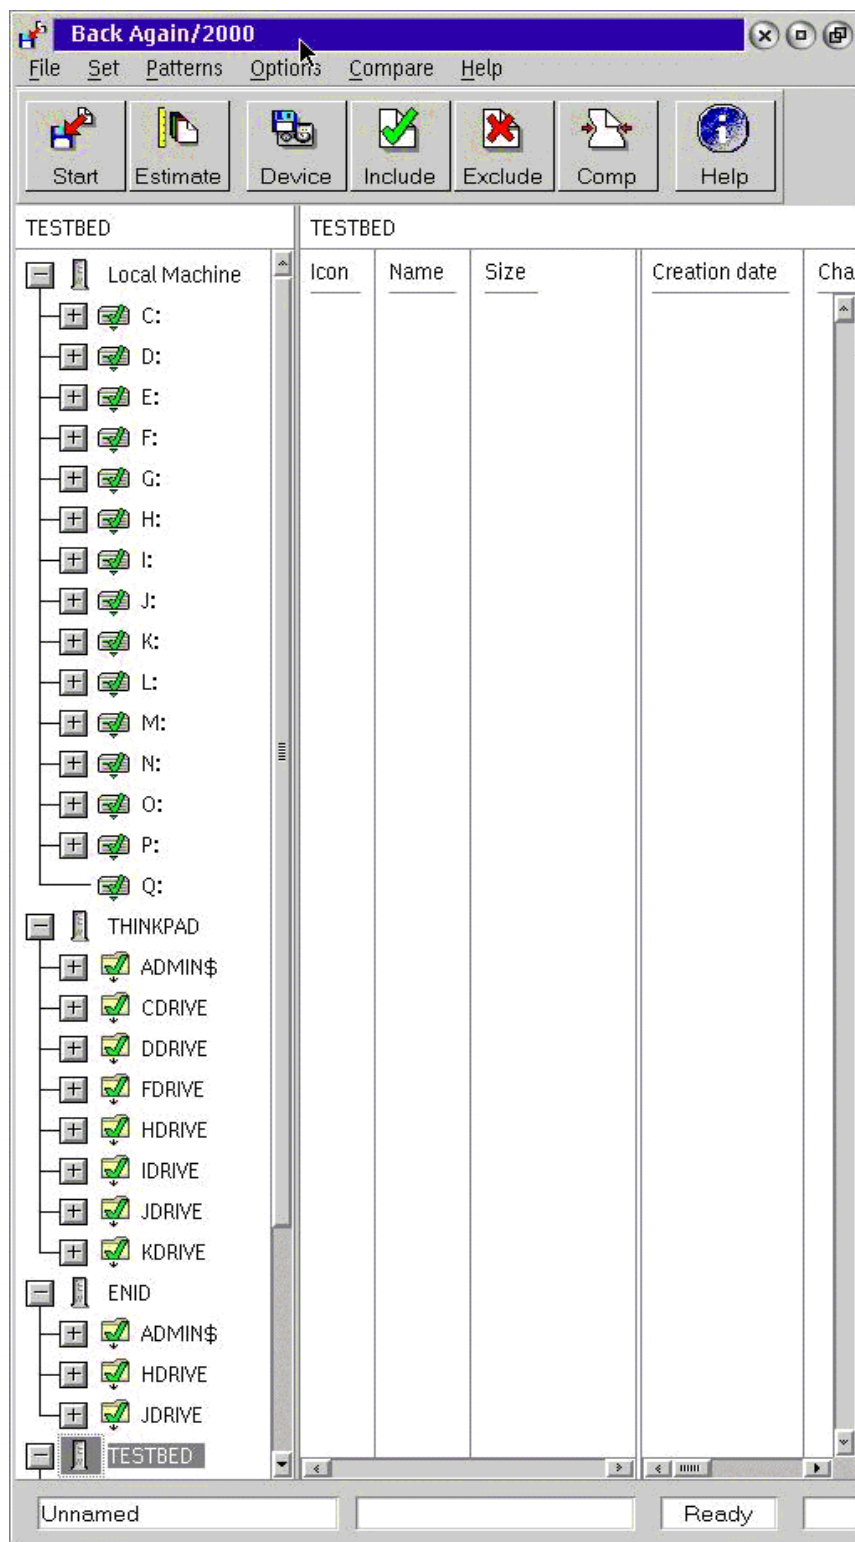 Back Again/2000
File Set Patterns Options Compare Help
Start Estimate Device Include Exclude Comp Help
TESTBED TESTBED
Icon Name Size Creation date Cha
Local Machine
C:
D:
E:
F:
G:
H:
I:
J:
K:
L:
M:
N:
O:
P:
Q:
THINKPAD
ADMIN$
CDRIVE
DDRIVE
FDRIVE
HDRIVE
IDRIVE
JDRIVE
KDRIVE
ENID
ADMIN$
HDRIVE
JDRIVE
TESTBED
Unnamed Ready